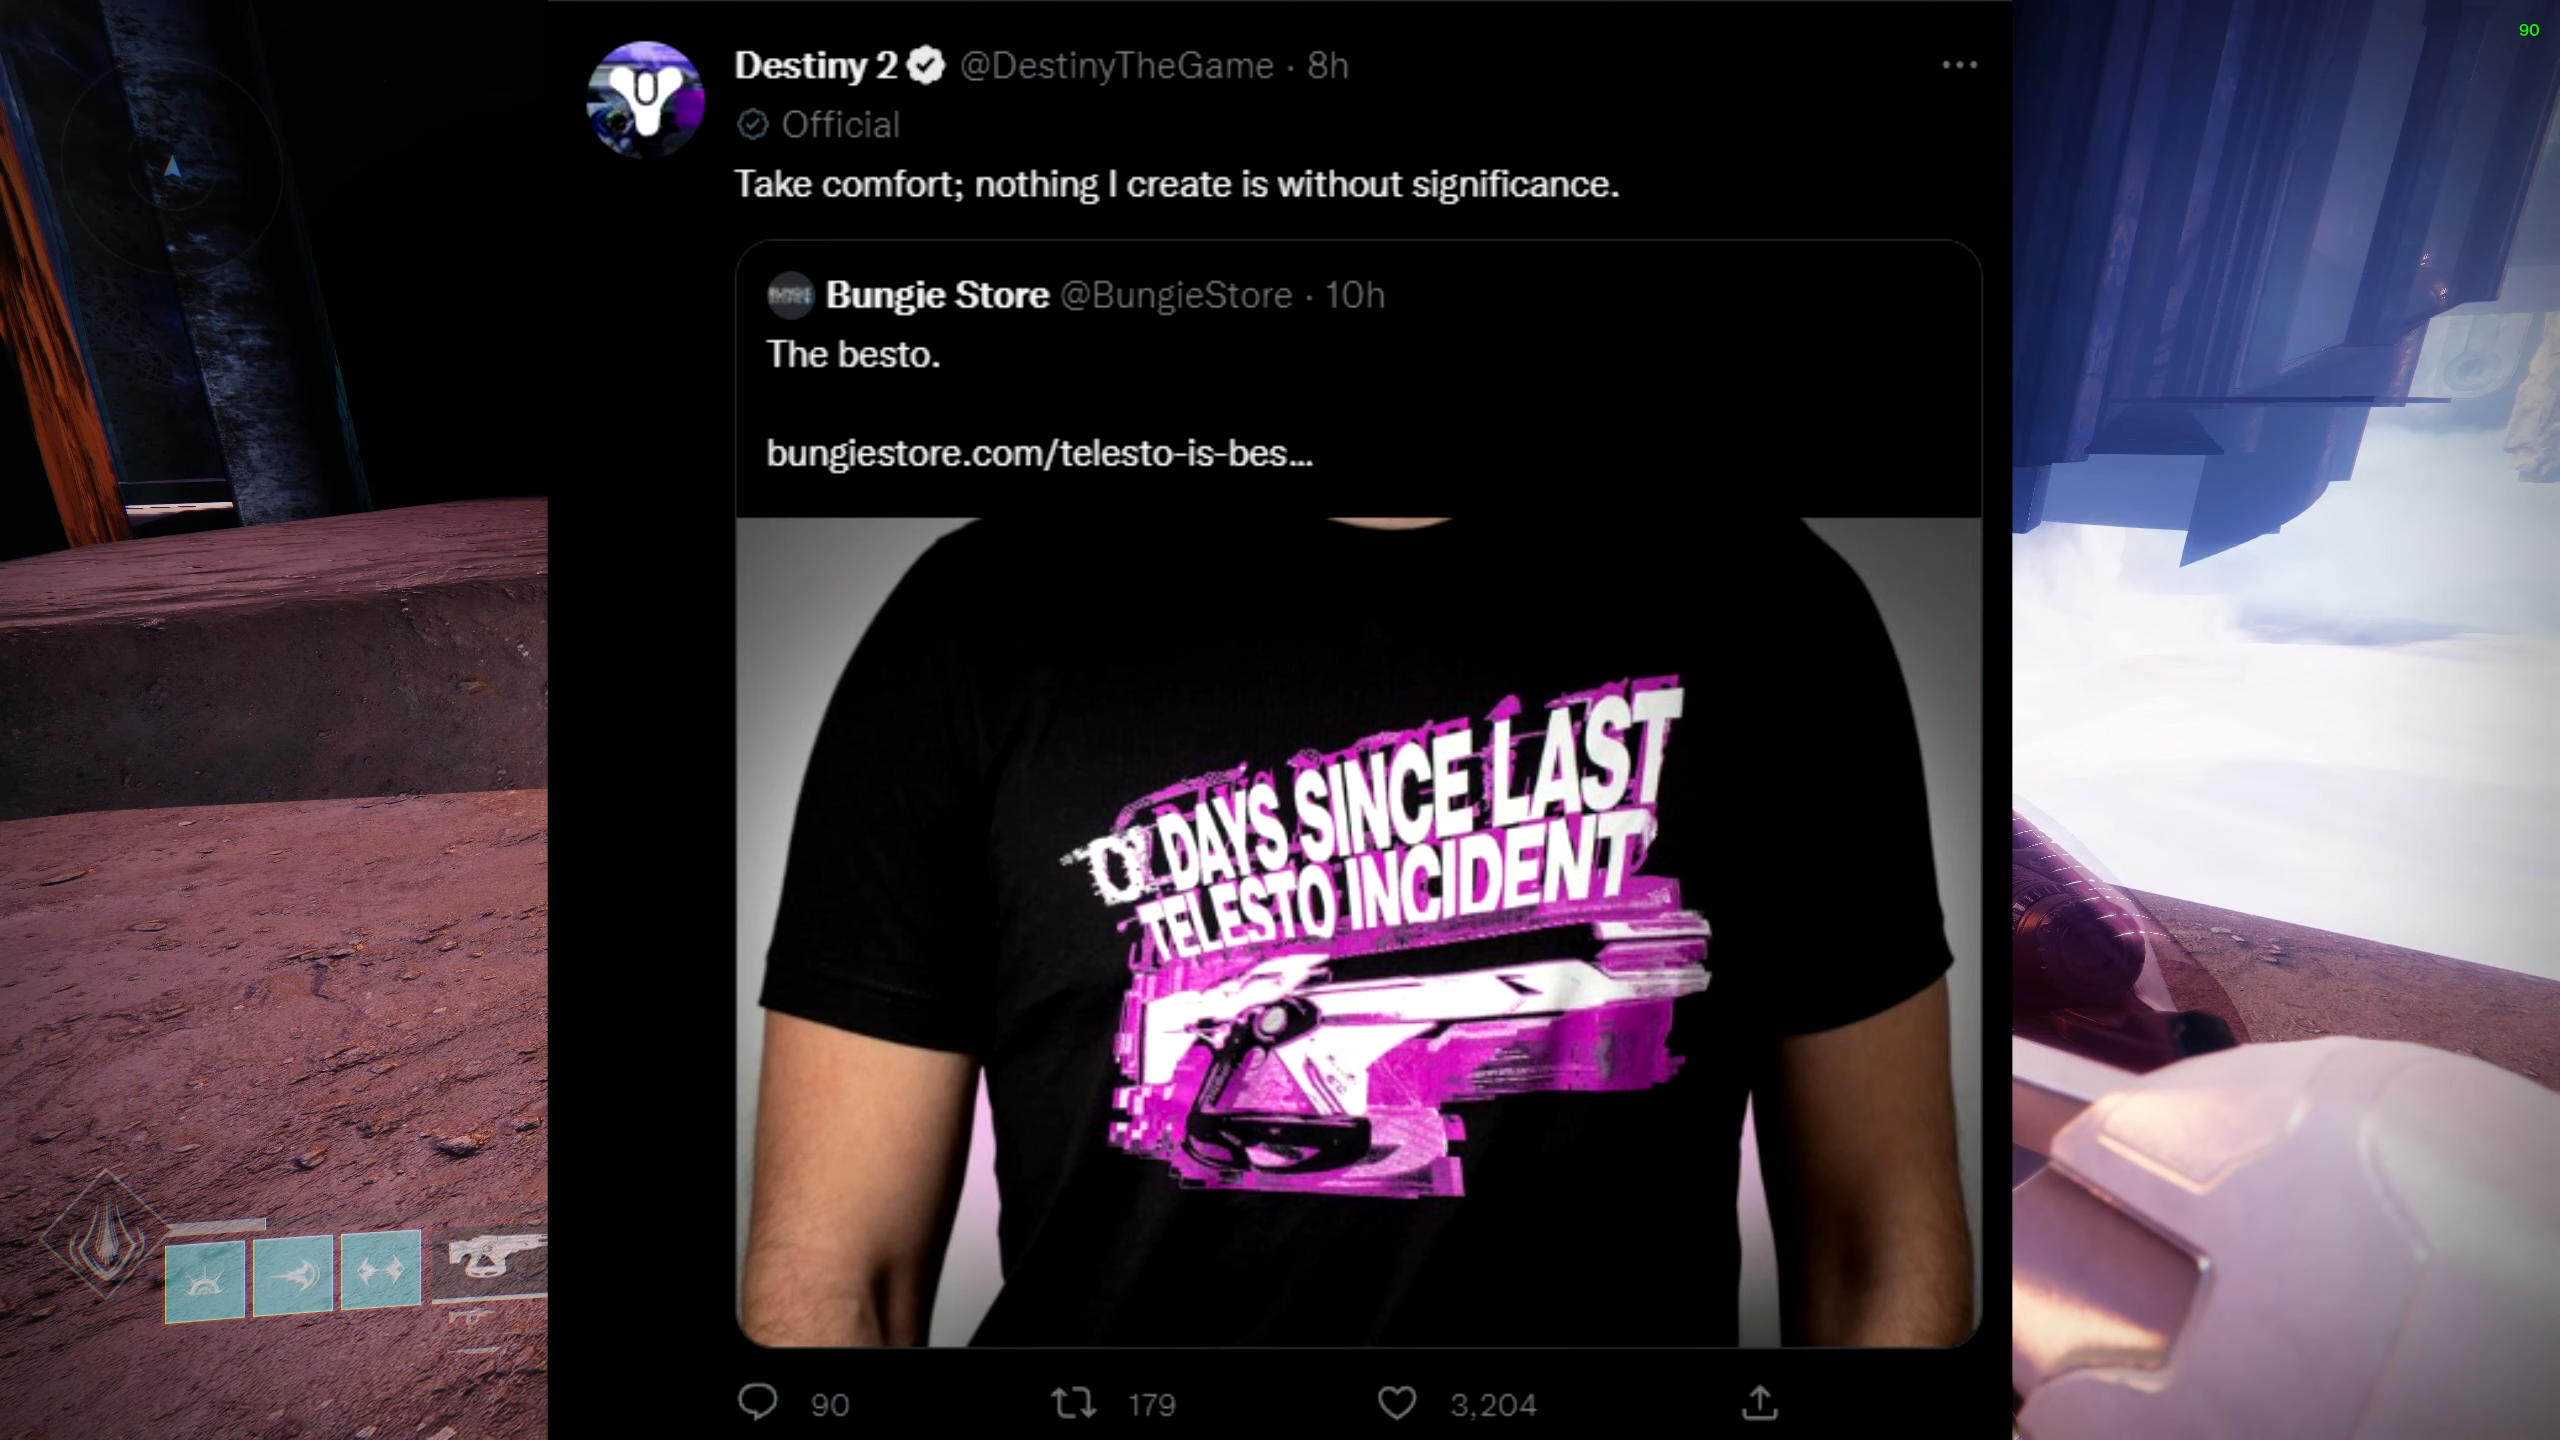 90
Destiny 2 @DestinyTheGame · 8h
Official
Take comfort; nothing I create is without significance.
Bungie Store @BungieStore · 10h
The besto.
bungiestore.com/telesto-is-bes...
0 DAYS SINCE LAST
TELESTO INCIDENT
90 179 3,204